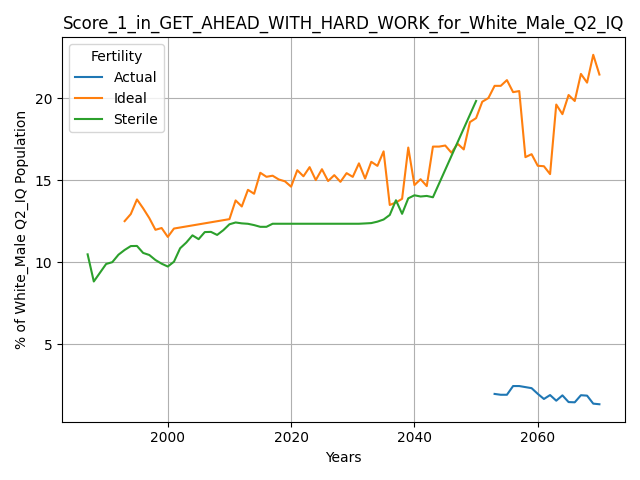 Score_1_in_GET_AHEAD_WITH_HARD_WORK_for_White_Male_Q2_IQ
Fertility
Actual
Ideal
Sterile
% of White_Male Q2_IQ Population
20
15
10
5
2000
2020
2040
2060
Years